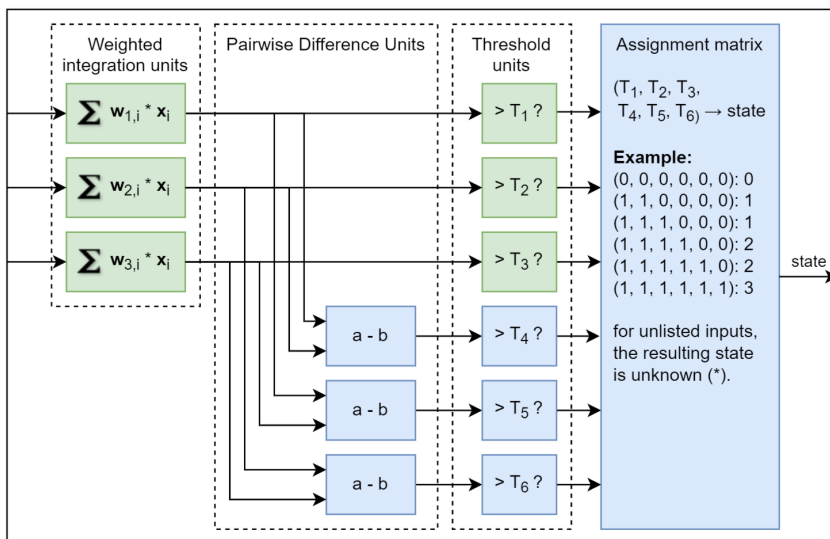 Weighted
integration units
Pairwise Difference Units
Threshold
units
Assignment matrix
∑ w1,i * xi
> T1 ?
∑ w2,i * xi
> T2 ?
∑ w3,i * xi
> T3 ?
a - b
> T4 ?
a - b
> T5 ?
a - b
> T6 ?
(T1, T2, T3,
T4, T5, T6) → state
Example:
(0, 0, 0, 0, 0, 0): 0
(1, 1, 0, 0, 0, 0): 1
(1, 1, 1, 0, 0, 0): 1
(1, 1, 1, 1, 0, 0): 2
(1, 1, 1, 1, 1, 0): 2
(1, 1, 1, 1, 1, 1): 3
for unlisted inputs,
the resulting state
is unknown (*).
state